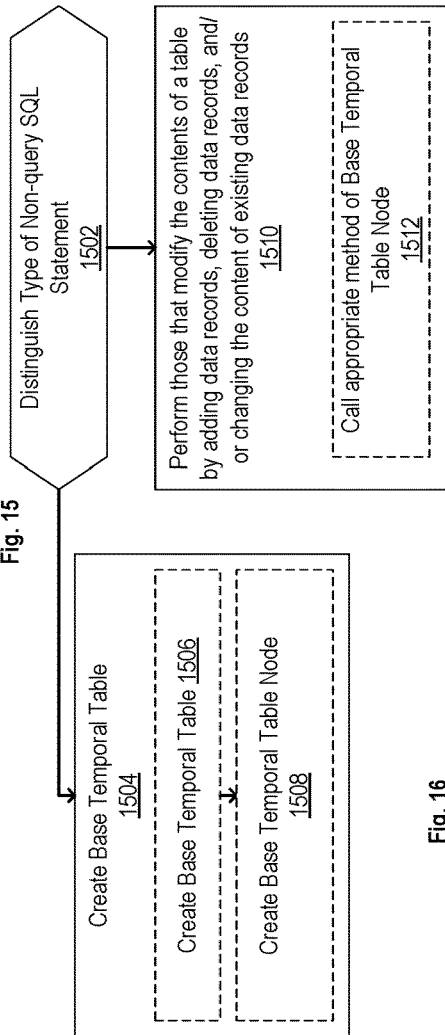 Fig. 15
Distinguish Type of Non-query SQL
Statement
1502
Create Base Temporal Table
1504
Create Base Temporal Table 1506
Create Base Temporal Table Node
1508
Perform those that modify the contents of a table
by adding data records, deleting data records, and/
or changing the content of existing data records
1510
Call appropriate method of Base Temporal
Table Node
1512
Fig. 16